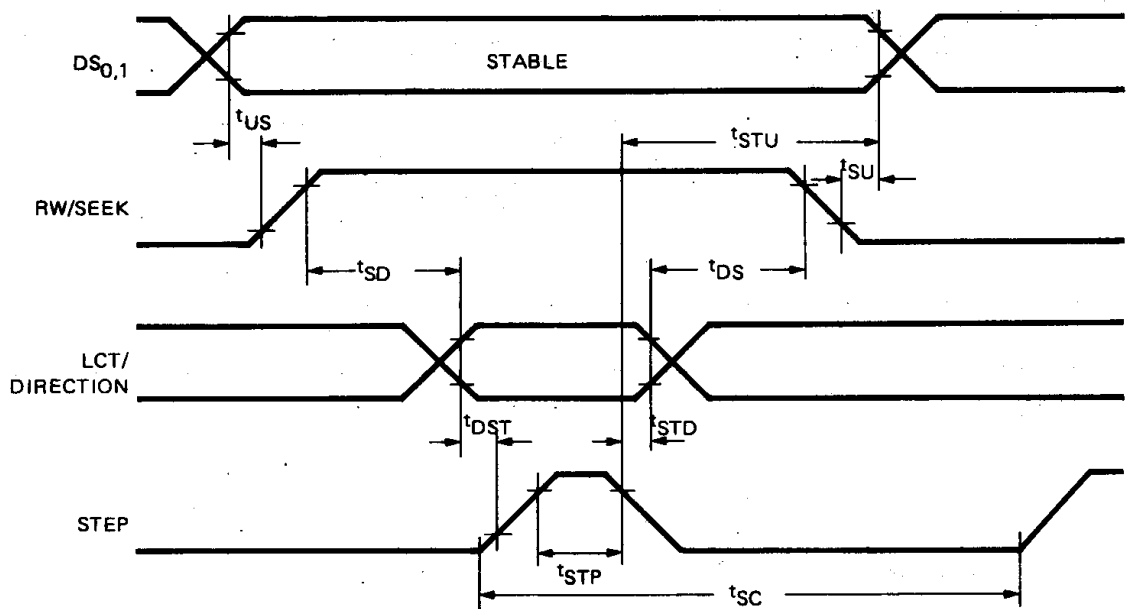 DS0,1
STABLE
tUS
tSTU
tSU
RW/SEEK
tSD
tDS
LCT/
DIRECTION
tDST
tSTD
STEP
tSTP
tSC